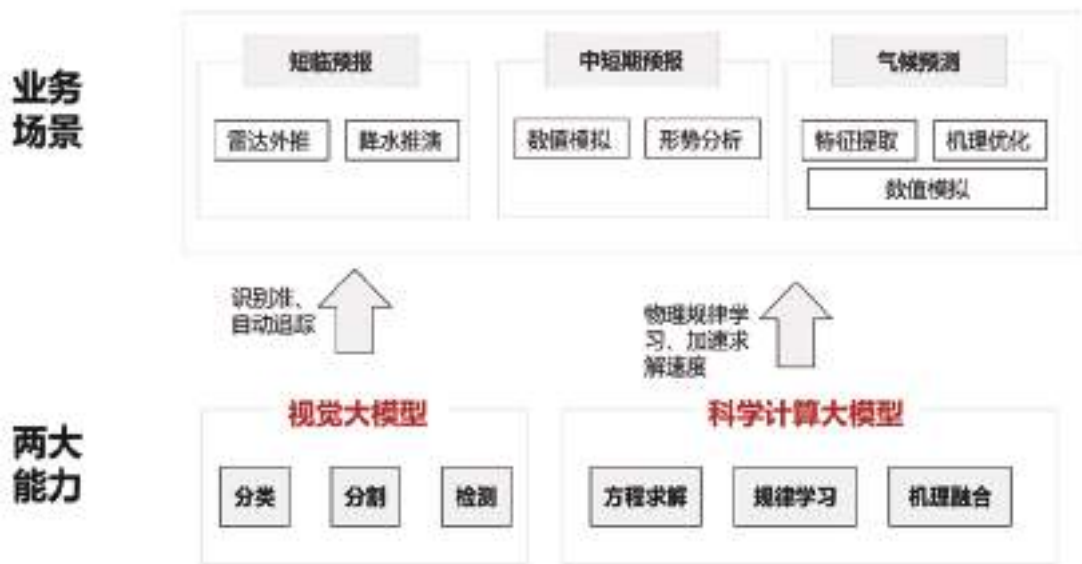 业务
场景
短临预报
中短期预报
气候预测
雷达外推
降水推演
数值模拟
形势分析
特征提取
机理优化
数值模拟
识别准、
自动追踪
物理规律学
习、加速求
解速度
两大
能力
视觉大模型
科学计算大模型
分类
分割
检测
方程求解
规律学习
机理融合